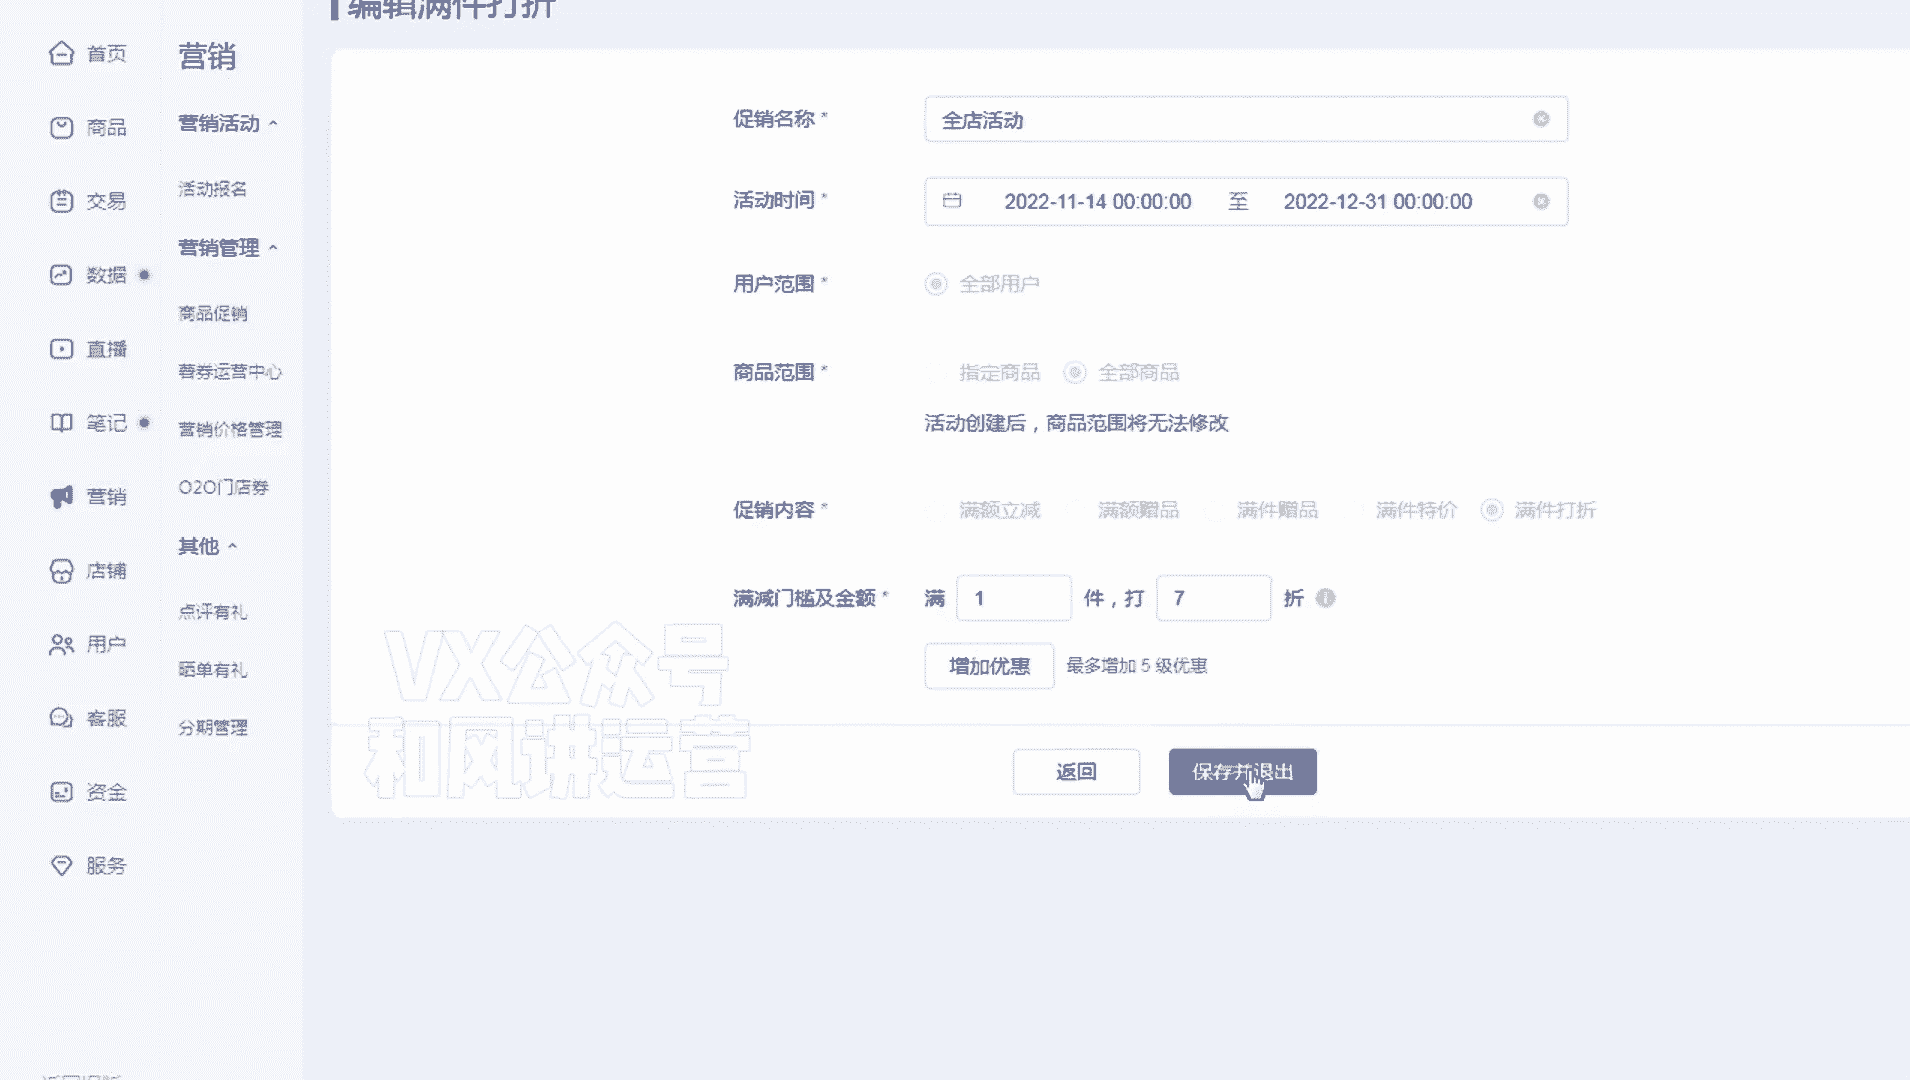 编辑满件打折
首页
商品
交易
数据
直播
笔记
营销
店铺
用户
客服
资金
服务
营销
营销活动
活动报名
营销管理
商品促销
薯券运营中心
营销价格管理
O2O门店券
其他
点评有礼
晒单有礼
分期管理
促销名称 * 全店活动
活动时间 * 2022-11-14 00:00:00 至 2022-12-31 00:00:00
用户范围 * 全部用户
商品范围 * 指定商品 全部商品
活动创建后，商品范围将无法修改
促销内容 * 满额立减 满额赠品 满件赠品 满件特价 满件打折
满减门槛及金额 * 满 1 件，打 7 折
增加优惠 最多增加 5 级优惠
返回 保存并退出
VX公众号
和风讲运营